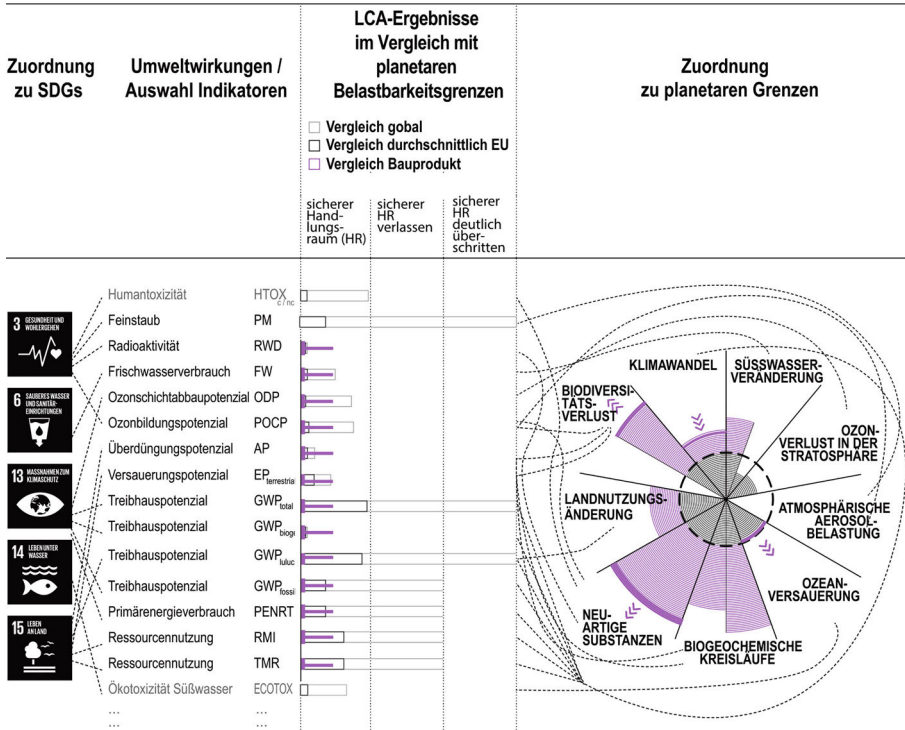 Zuordnung
zu SDGs
Umweltwirkungen /
Auswahl Indikatoren
LCA-Ergebnisse
im Vergleich mit
planetaren
Belastbarkeitsgrenzen
Zuordnung
zu planetaren Grenzen
Vergleich gobal
Vergleich durchschnittlich EU
Vergleich Bauprodukt
sicherer
Hand-
lungs-
raum (HR)
sicherer
HR
verlassen
sicherer
HR
deutlich
über-
schritten
3 GESUNDHEIT UND
WOHLERGEHEN
6 SAUBERES WASSER
UND SANITÄR-
EINRICHTUNGEN
13 MASSNAHMEN ZUM
KLIMASCHUTZ
14 LEBEN UNTER
WASSER
15 LEBEN
AN LAND
Humantoxizität HTOX c / nc
Feinstaub PM
Radioaktivität RWD
Frischwasserverbrauch FW
Ozonschichtabbaupotenzial ODP
Ozonbildungspotenzial POCP
Überdüngungspotenzial AP
Versauerungspotenzial EP terrestria
Treibhauspotenzial GWP total
Treibhauspotenzial GWP bioge
Treibhauspotenzial GWP luluc
Treibhauspotenzial GWP fossi
Primärenergieverbrauch PENRT
Ressourcennutzung RMI
Ressourcennutzung TMR
Ökotoxizität Süßwasser ECOTOX
... ...
... ...
KLIMAWANDEL
SÜSSWASSER-
VERÄNDERUNG
BIODIVERSI-
TÄTS-
VERLUST
OZON-
VERLUST IN DER
STRATOSPHÄRE
LANDNUTZUNGS-
ÄNDERUNG
ATMOSPHÄRISCHE
AEROSOL-
BELASTUNG
OZEAN-
VERSAUERUNG
NEU-
ARTIGE
SUBSTANZEN
BIOGEOCHEMISCHE
KREISLÄUFE